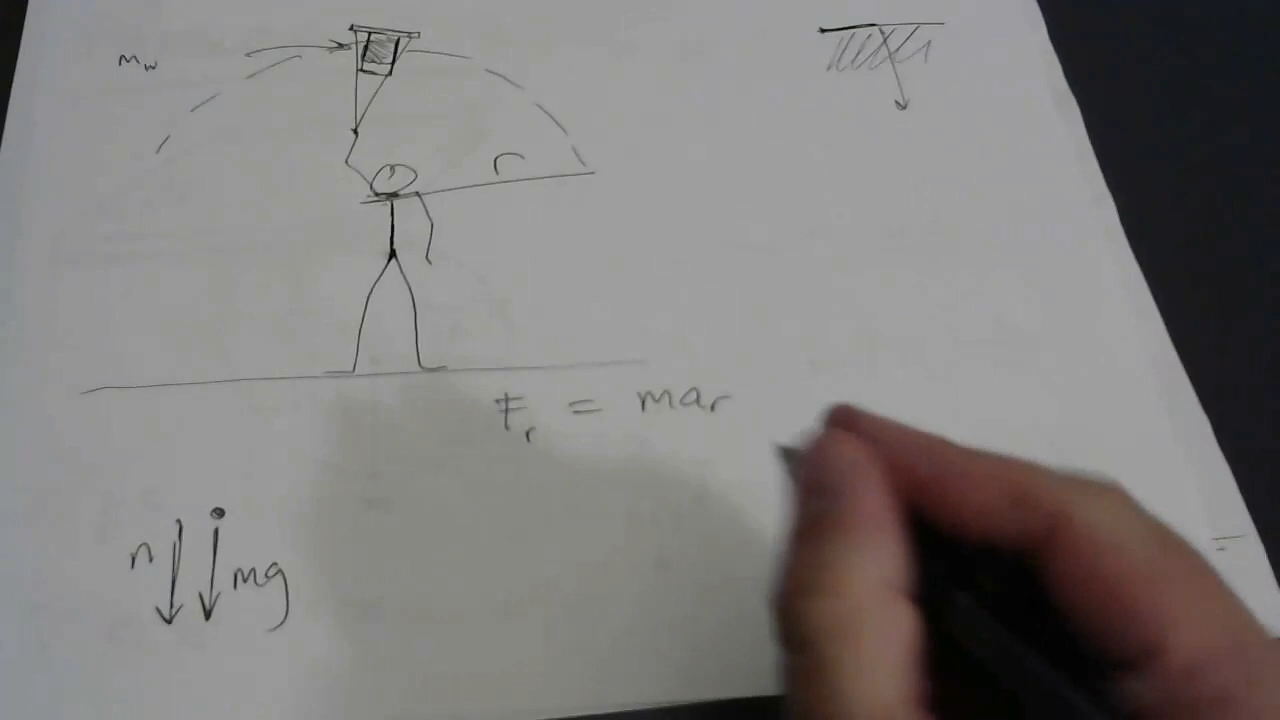 m_w
r
F_r = ma_r
n
mg
=